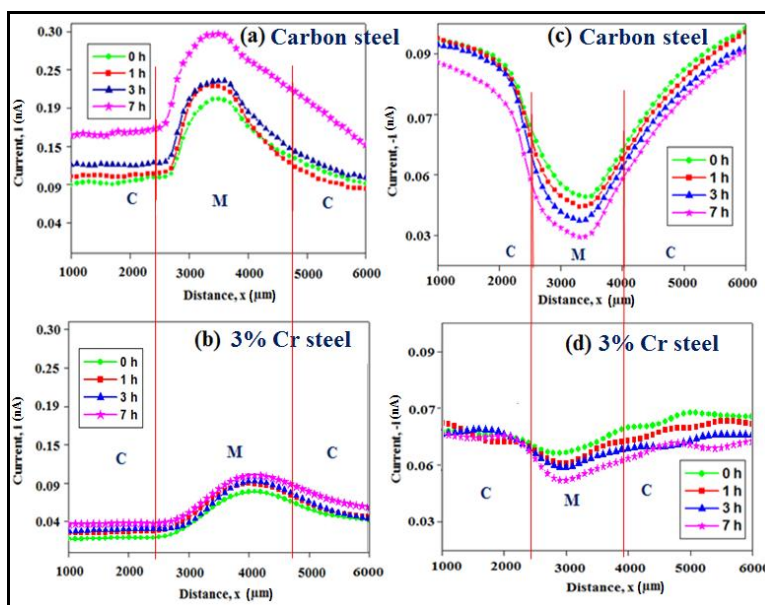 (a) Carbon steel
Current, I (nA)
0.30
0.25
0.19
0.15
0.09
0.04
0 h
1 h
3 h
7 h
C
M
C
1000 2000 3000 4000 5000 6000
Distance, x (µm)
(c) Carbon steel
Current, -I (nA)
0.09
0.07
0.06
0.03
0 h
1 h
3 h
7 h
C
M
C
1000 2000 3000 4000 5000 6000
Distance, x (µm)
(b) 3% Cr steel
Current, I (nA)
0.30
0.25
0.19
0.15
0.09
0.04
0 h
1 h
3 h
7 h
C
M
C
1000 2000 3000 4000 5000 6000
Distance, x (µm)
(d) 3% Cr steel
Current, -I (nA)
0.09
0.07
0.06
0.03
0 h
1 h
3 h
7 h
C
M
C
1000 2000 3000 4000 5000 6000
Distance, x (µm)